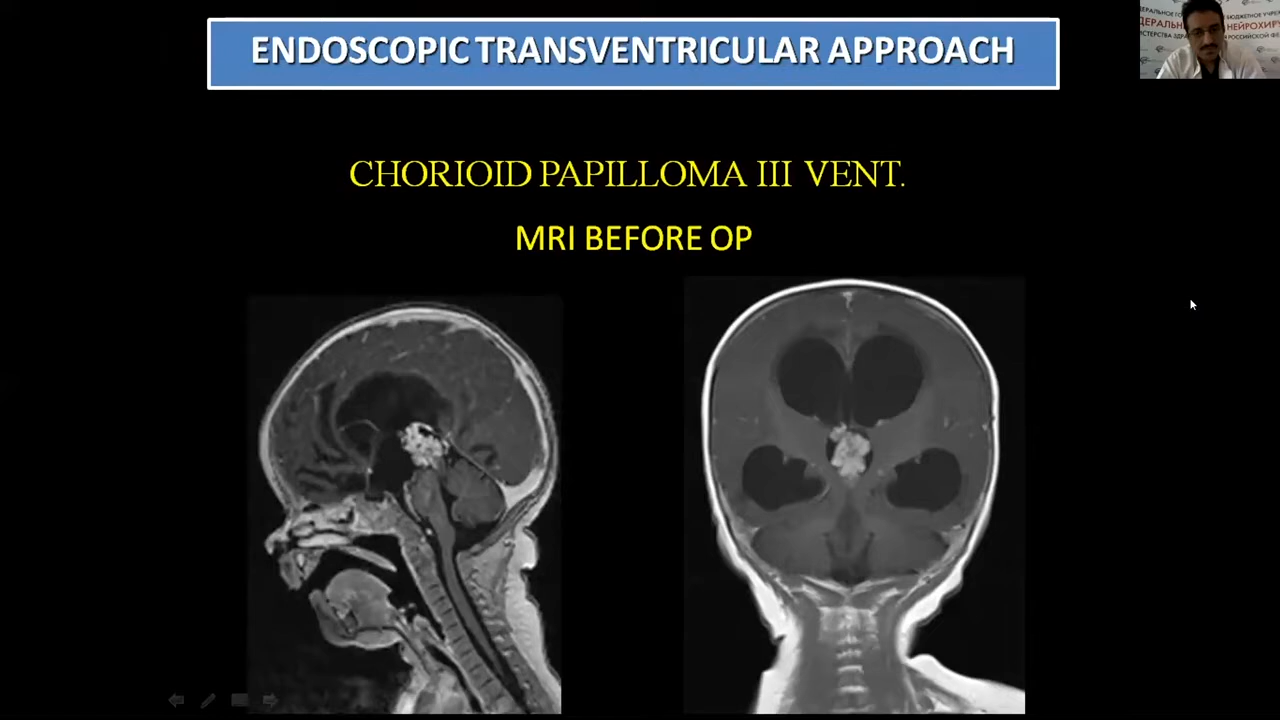 ENDOSCOPIC TRANSVENTRICULAR APPROACH
CHORIOID PAPILLOMA III VENT.
MRI BEFORE OP